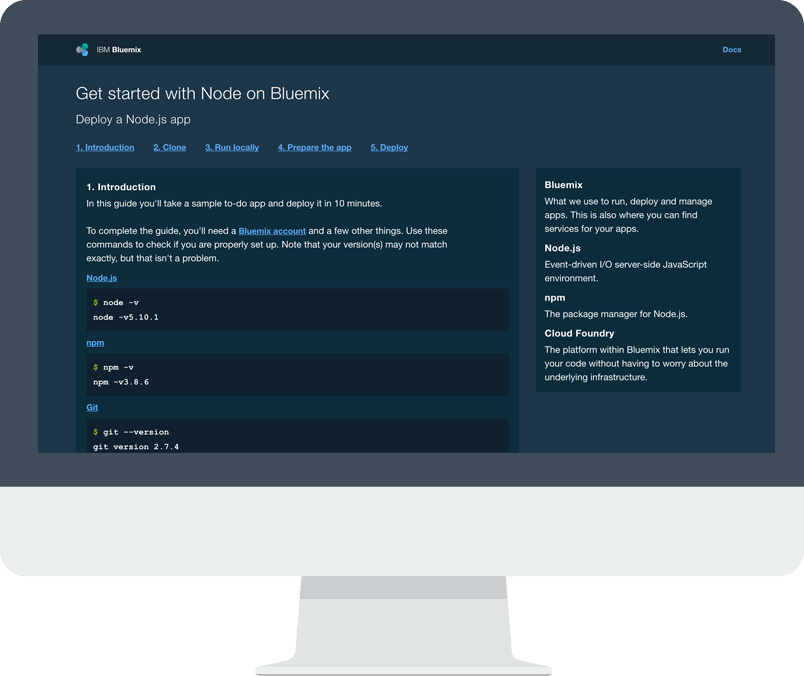 IBM Bluemix
Docs
Get started with Node on Bluemix
Deploy a Node.js app
1. Introduction 2. Clone 3. Run locally 4. Prepare the app 5. Deploy
1. Introduction
In this guide you'll take a sample to-do app and deploy it in 10 minutes.
To complete the guide, you'll need a Bluemix account and a few other things. Use these
commands to check if you are properly set up. Note that your version(s) may not match
exactly, but that isn't a problem.
Node.js
$ node -v
node -v5.10.1
npm
$ npm -v
npm -v3.8.6
Git
$ git --version
git version 2.7.4
Bluemix
What we use to run, deploy and manage
apps. This is also where you can find
services for your apps.
Node.js
Event-driven I/O server-side JavaScript
environment.
npm
The package manager for Node.js.
Cloud Foundry
The platform within Bluemix that lets you run
your code without having to worry about the
underlying infrastructure.